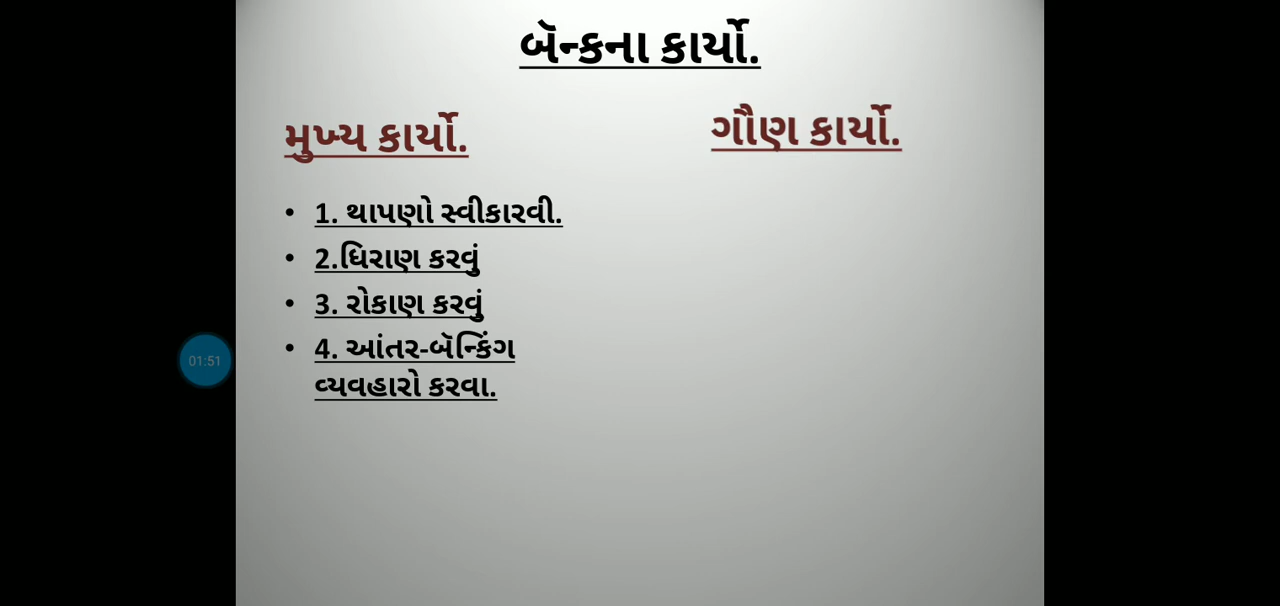 બૅન્કના કાર્યો.
મુખ્ય કાર્યો.
ગૌણ કાર્યો.
• 1. થાપણો સ્વીકારવી.
• 2.ધિરાણ કરવું
• 3. રોકાણ કરવું
• 4. આંતર-બૅન્કિંગ
વ્યવહારો કરવા.
01:51